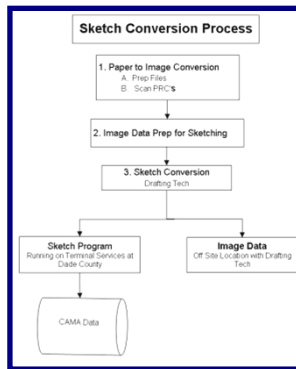 Sketch Conversion Process
1. Paper to Image Conversion
A. Prep Files
B. Scan PRC's
2. Image Data Prep for Sketching
3. Sketch Conversion
Drafting Tech
Sketch Program
Running on Terminal Services at
Dade County
Image Data
Off Site Location with Drafting
Tech
CAMA Data